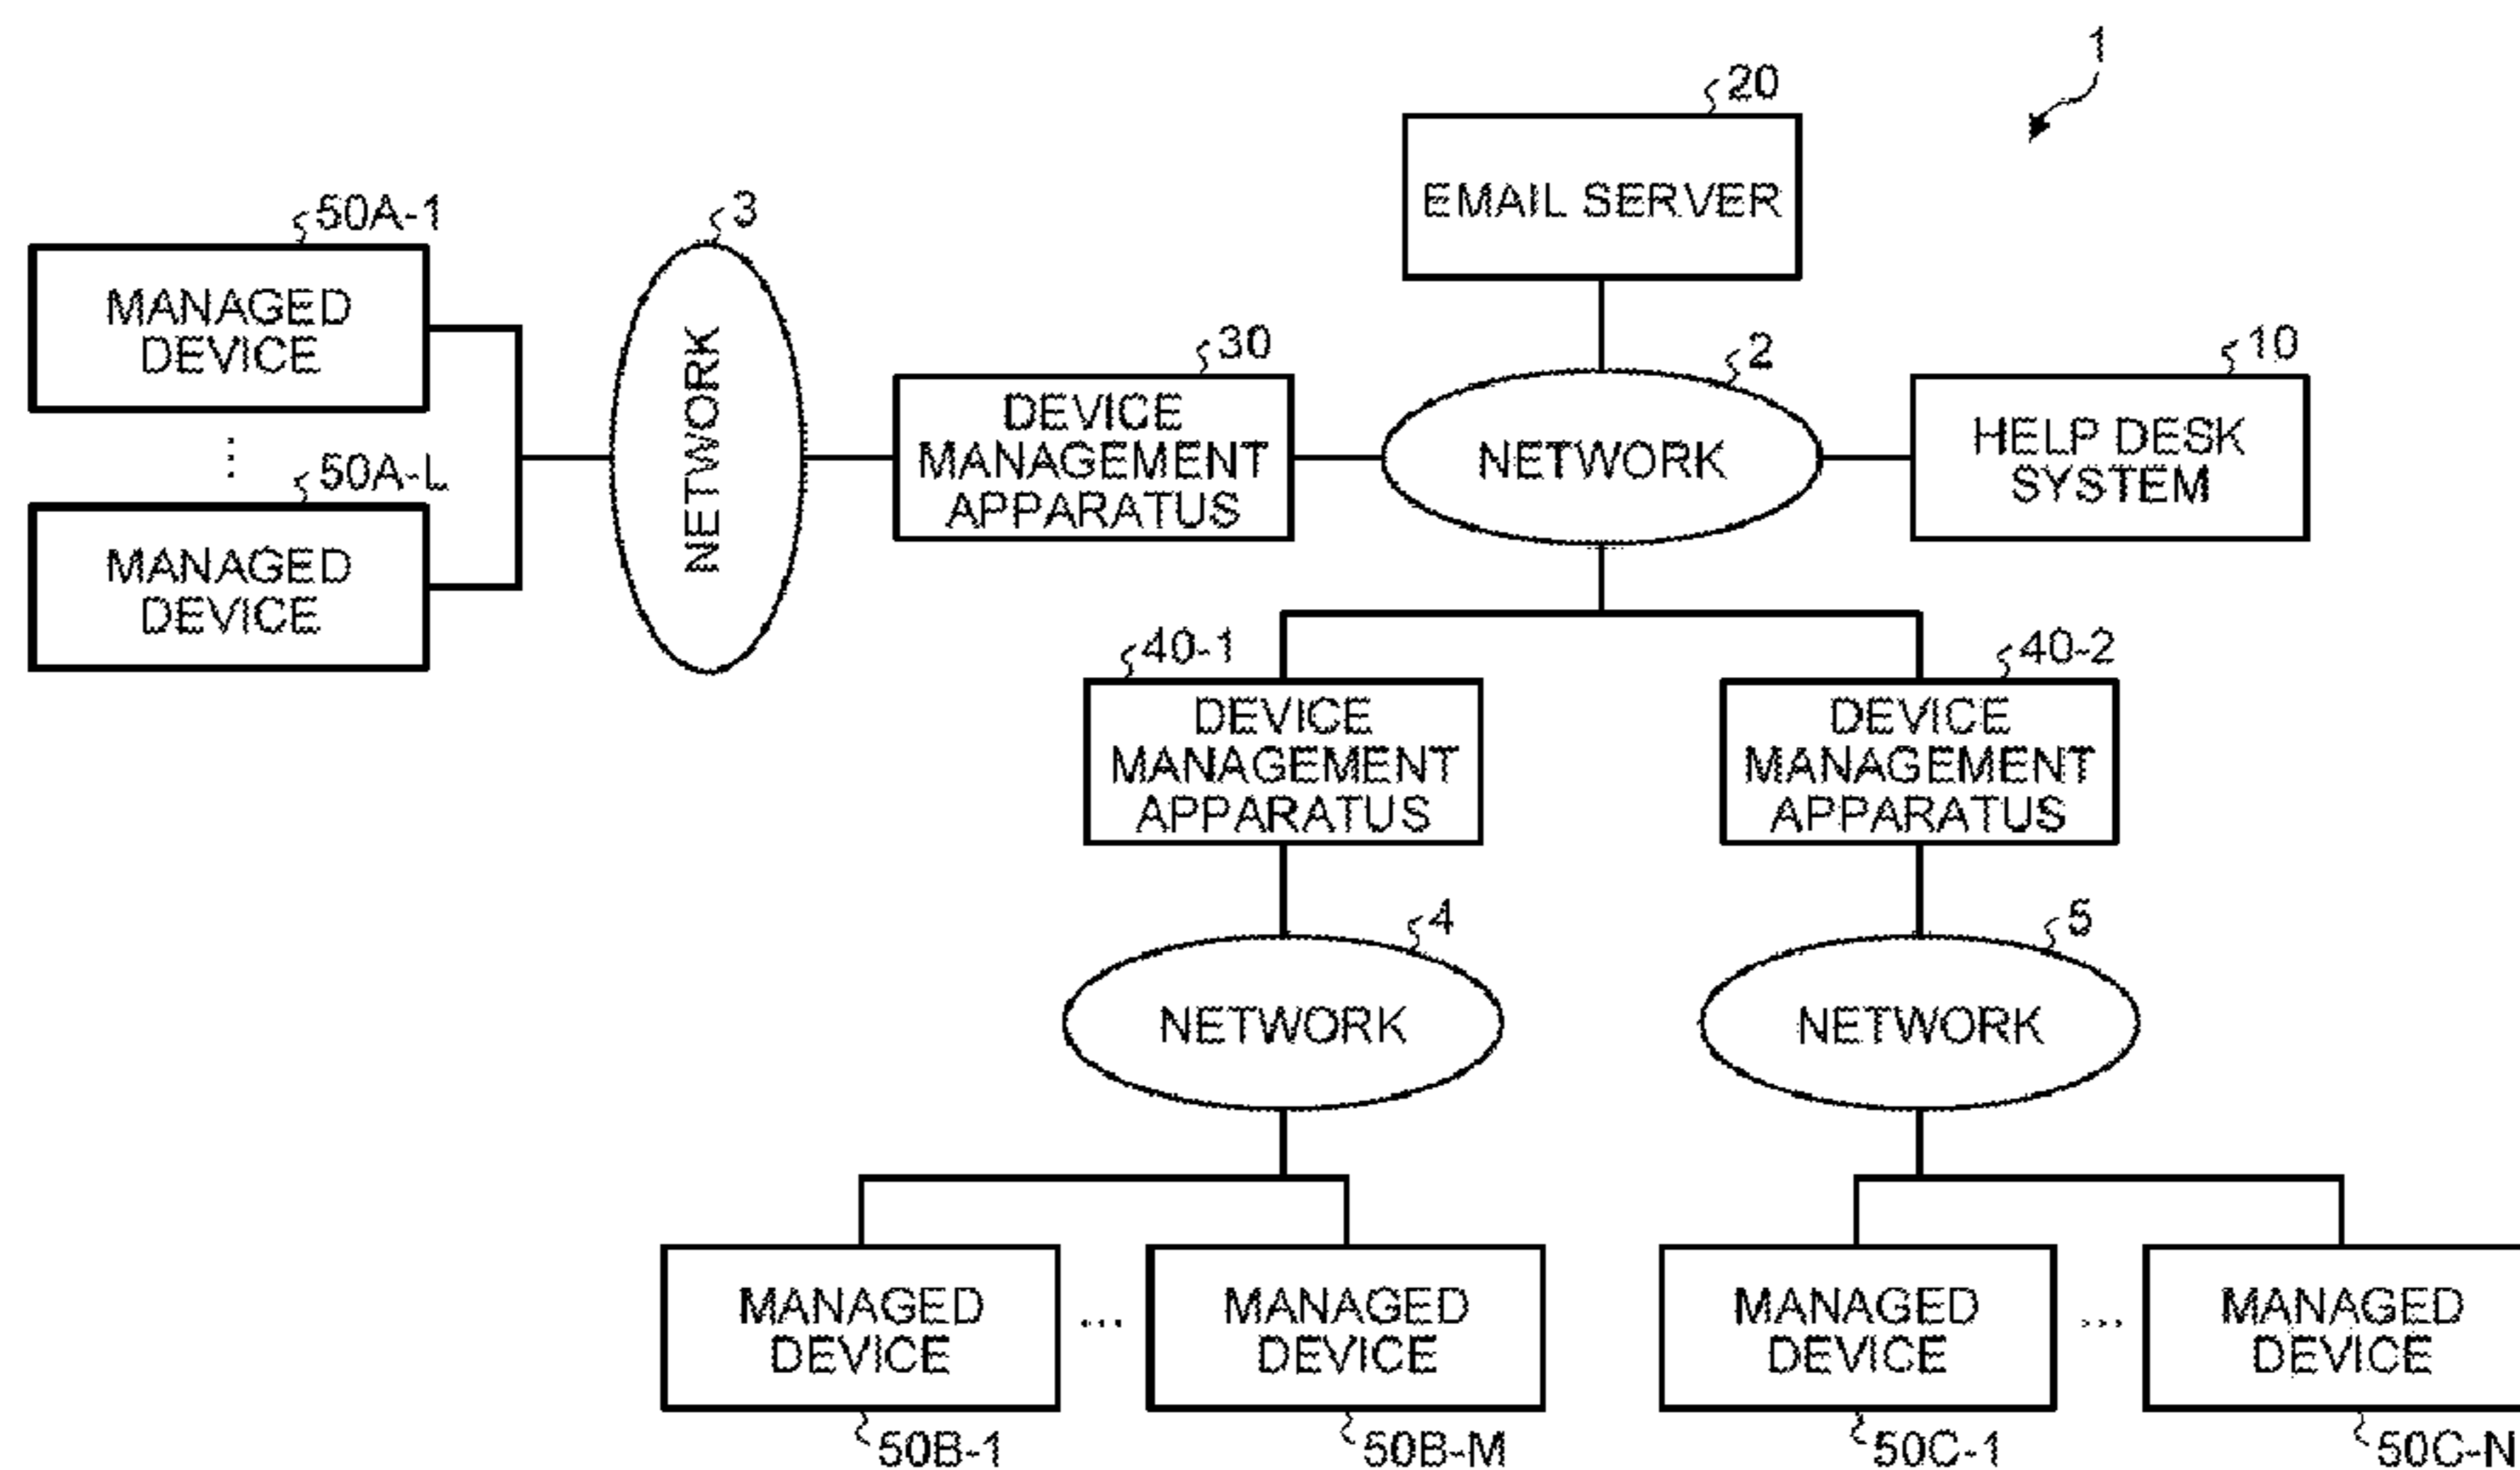 1
20
EMAIL SERVER
50A-1
MANAGED
DEVICE
50A-L
MANAGED
DEVICE
3
NETWORK
30
DEVICE
MANAGEMENT
APPARATUS
2
NETWORK
10
HELP DESK
SYSTEM
40-1
DEVICE
MANAGEMENT
APPARATUS
40-2
DEVICE
MANAGEMENT
APPARATUS
4
NETWORK
5
NETWORK
MANAGED
DEVICE
50B-1
...
MANAGED
DEVICE
50B-M
MANAGED
DEVICE
50C-1
...
MANAGED
DEVICE
50C-N